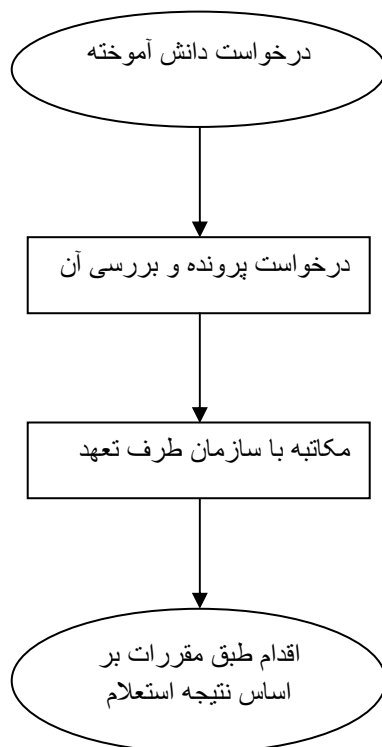 درخواست دانش آموخته
درخواست پرونده و بررسی آن
مکاتبه با سازمان طرف تعهد
اقدام طبق مقررات بر
اساس نتیجه استعلام